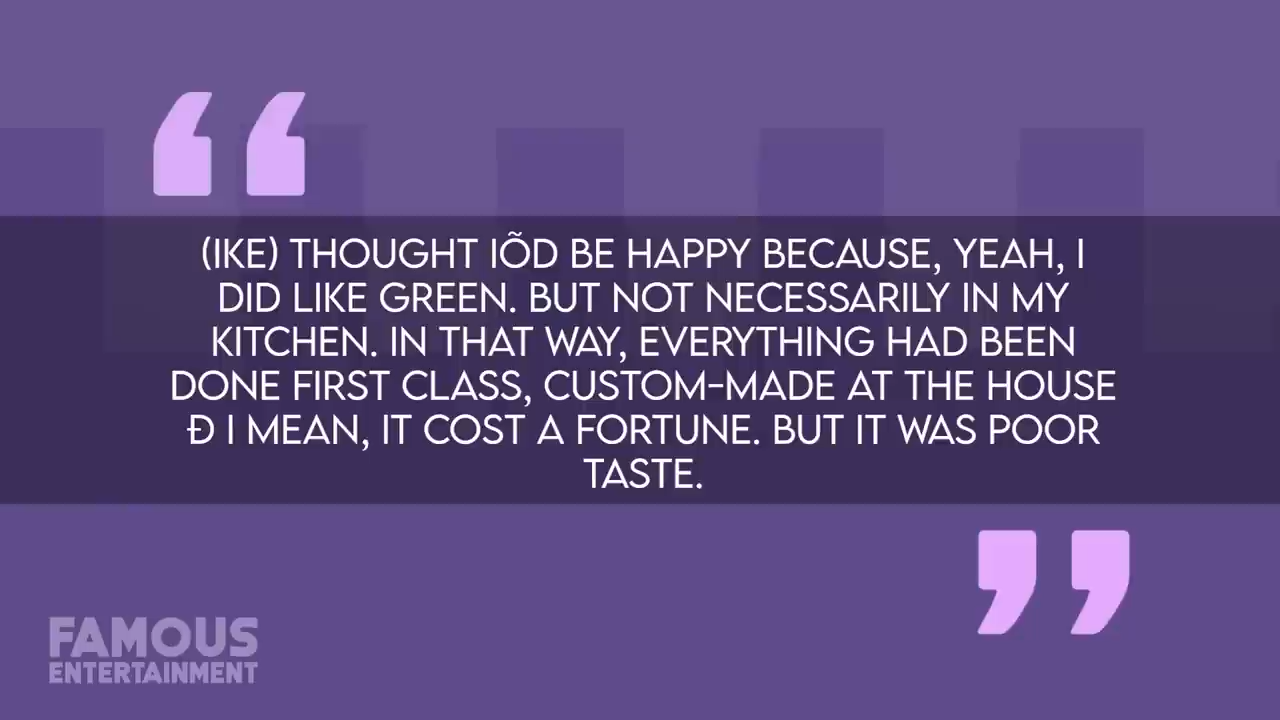 (IKE) THOUGHT IÕD BE HAPPY BECAUSE, YEAH, I
DID LIKE GREEN. BUT NOT NECESSARILY IN MY
KITCHEN. IN THAT WAY, EVERYTHING HAD BEEN
DONE FIRST CLASS, CUSTOM-MADE AT THE HOUSE
Ð I MEAN, IT COST A FORTUNE. BUT IT WAS POOR
TASTE.
FAMOUS
ENTERTAINMENT